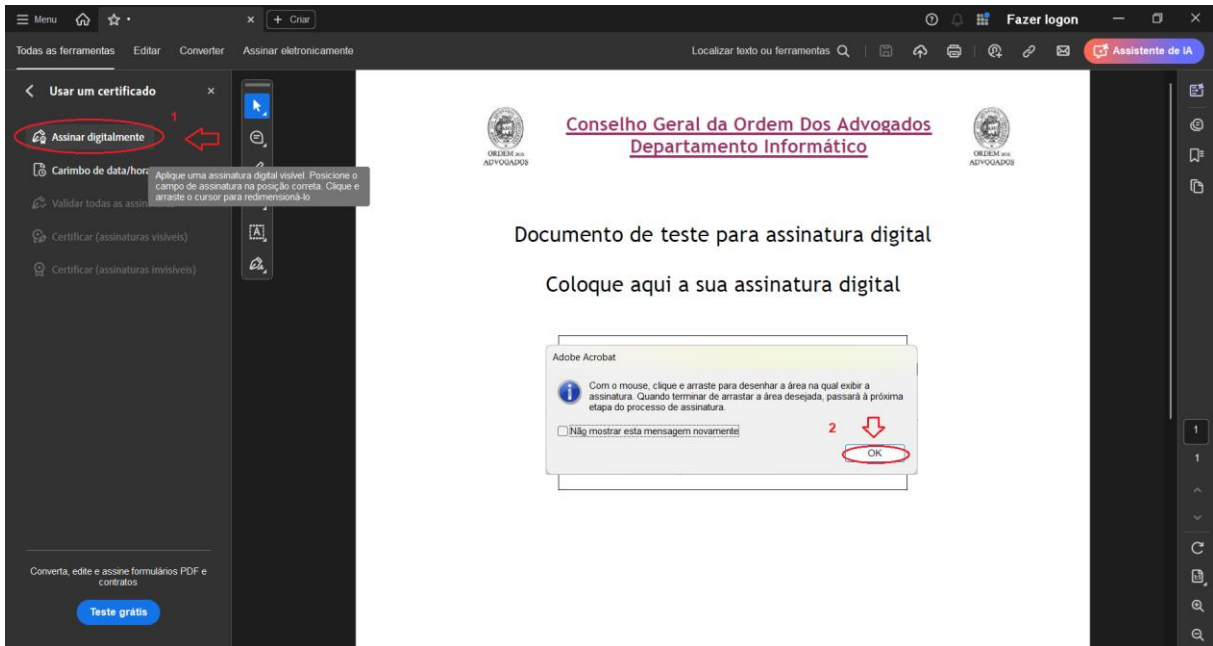 Menu
+ Criar
Fazer logon
Todas as ferramentas Editar Converter Assinar eletronicamente
Localizar texto ou ferramentas
Assistente de IA
Usar um certificado
1
Assinar digitalmente
Carimbo de data/hora
Aplique uma assinatura digital visível. Posicione o
campo de assinatura na posição correta. Clique e
arraste o cursor para redimensioná-lo
Validar todas as
Certificar (assinaturas visíveis)
Certificar (assinaturas invisíveis)
Converta, edite e assine formulários PDF e
contratos
Teste grátis
ORDEM DOS
ADVOGADOS
Conselho Geral da Ordem Dos Advogados
Departamento Informático
ORDEM DOS
ADVOGADOS
Documento de teste para assinatura digital
Coloque aqui a sua assinatura digital
Adobe Acrobat
Com o mouse, clique e arraste para desenhar a área na qual exibir a
assinatura. Quando terminar de arrastar a área desejada, passará à próxima
etapa do processo de assinatura.
Não mostrar esta mensagem novamente
2
OK
1
1